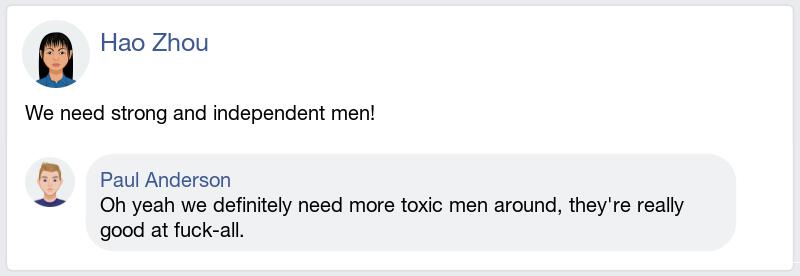 Hao Zhou
We need strong and independent men!
Paul Anderson
Oh yeah we definitely need more toxic men around, they're really
good at fuck-all.